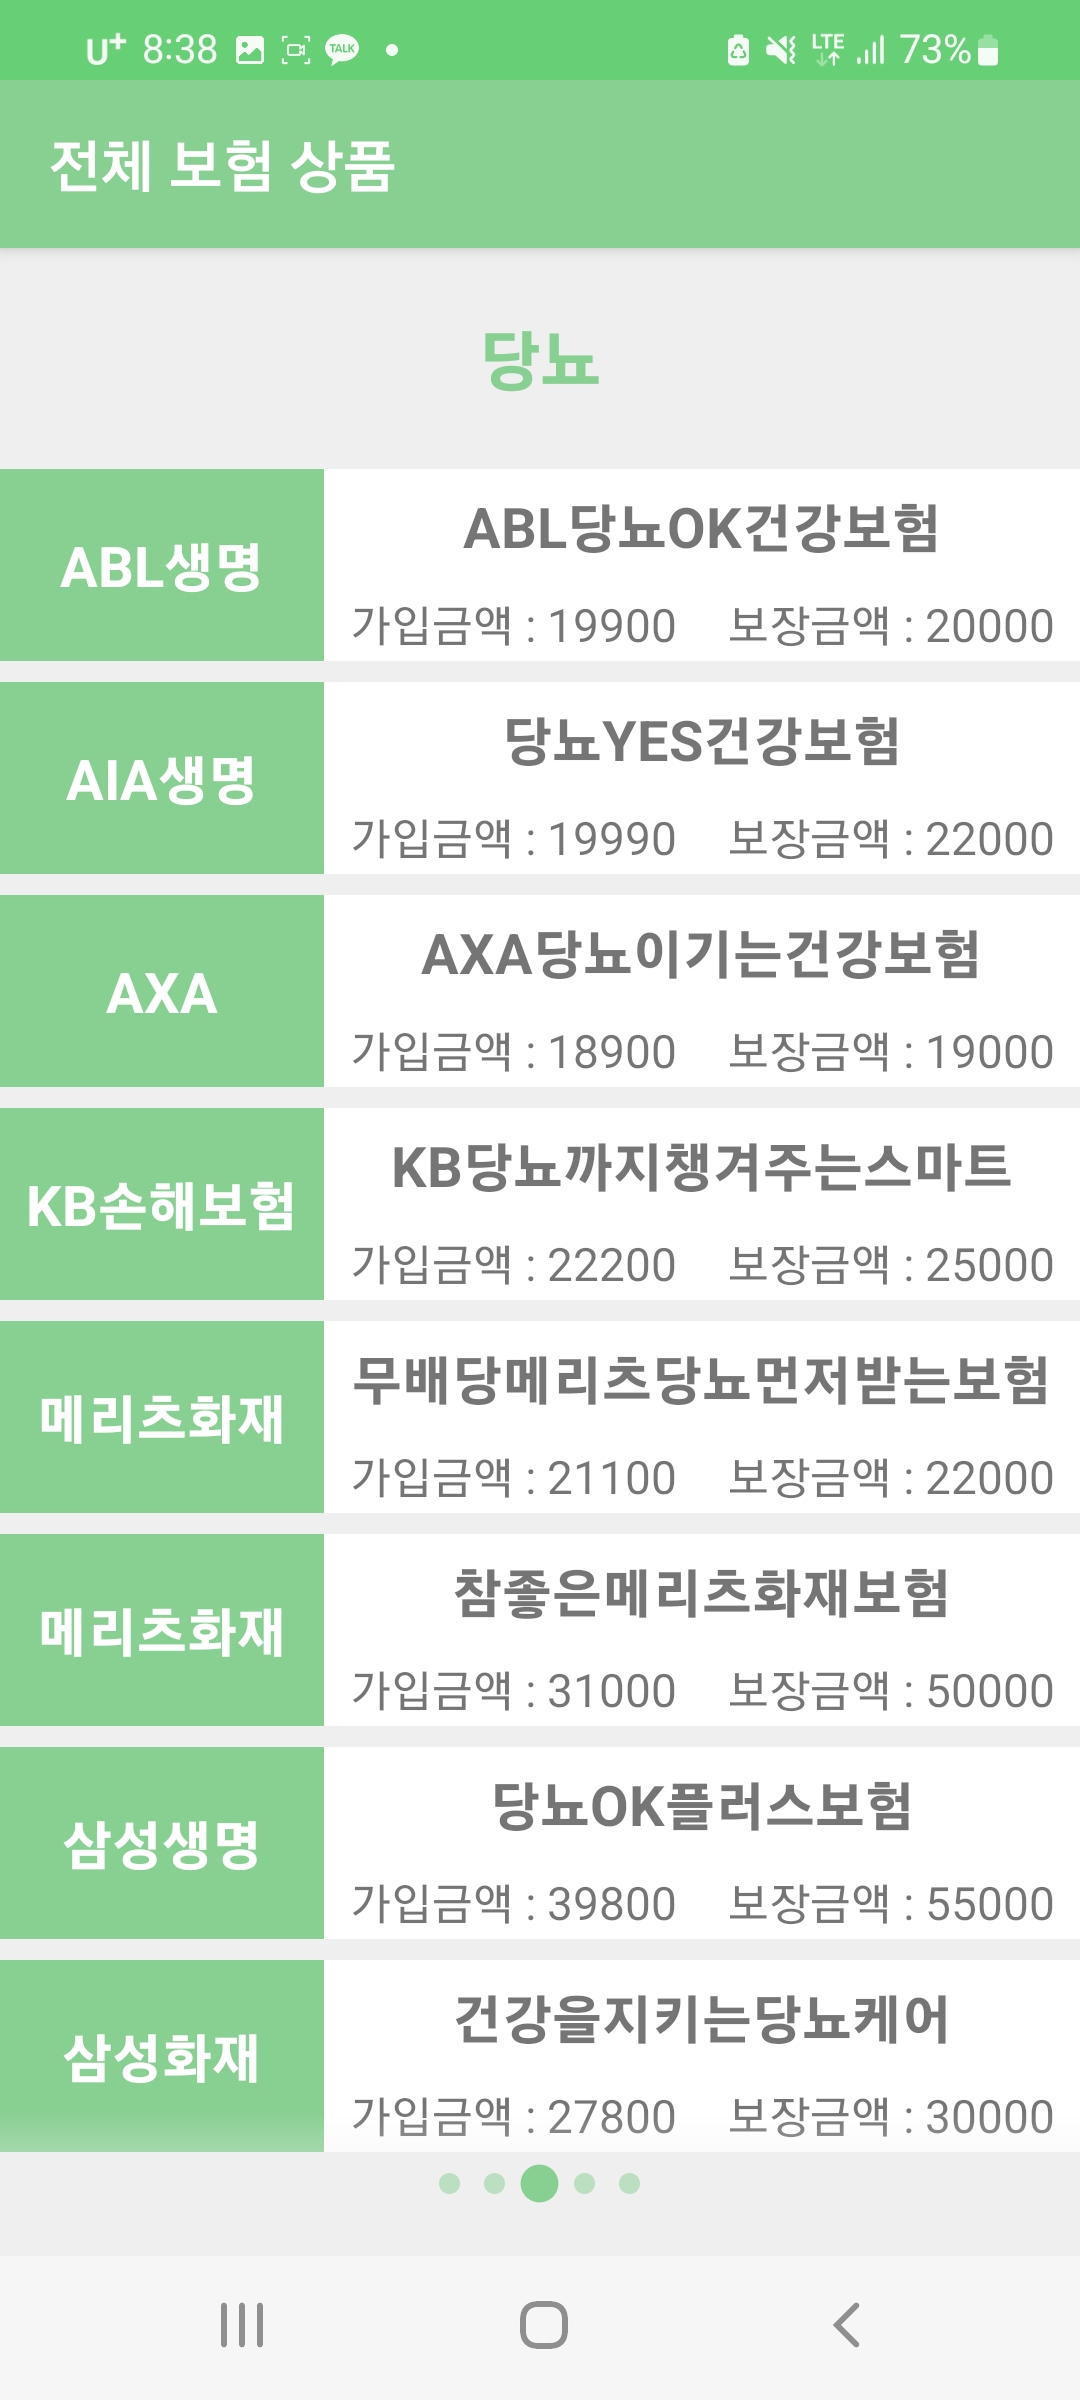 U+ 8:38 TALK LTE 73%
전체 보험 상품
당뇨
ABL생명
ABL당뇨OK건강보험
가입금액 : 19900 보장금액 : 20000
AIA생명
당뇨YES건강보험
가입금액 : 19990 보장금액 : 22000
AXA
AXA당뇨이기는건강보험
가입금액 : 18900 보장금액 : 19000
KB손해보험
KB당뇨까지챙겨주는스마트
가입금액 : 22200 보장금액 : 25000
메리츠화재
무배당메리츠당뇨먼저받는보험
가입금액 : 21100 보장금액 : 22000
메리츠화재
참좋은메리츠화재보험
가입금액 : 31000 보장금액 : 50000
삼성생명
당뇨OK플러스보험
가입금액 : 39800 보장금액 : 55000
삼성화재
건강을지키는당뇨케어
가입금액 : 27800 보장금액 : 30000